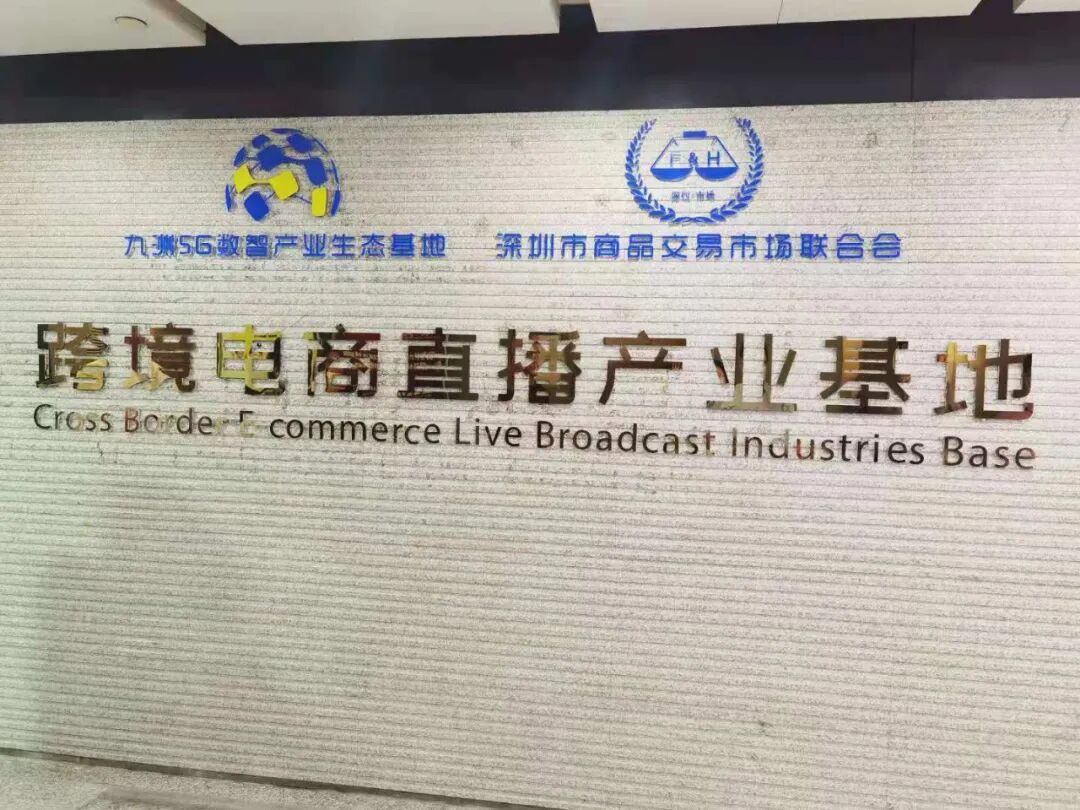 F & H
九洲5G数智产业生态基地
深圳市商品交易市场联合会
跨境电商直播产业基地
Cross Border E-commerce Live Broadcast Industries Base